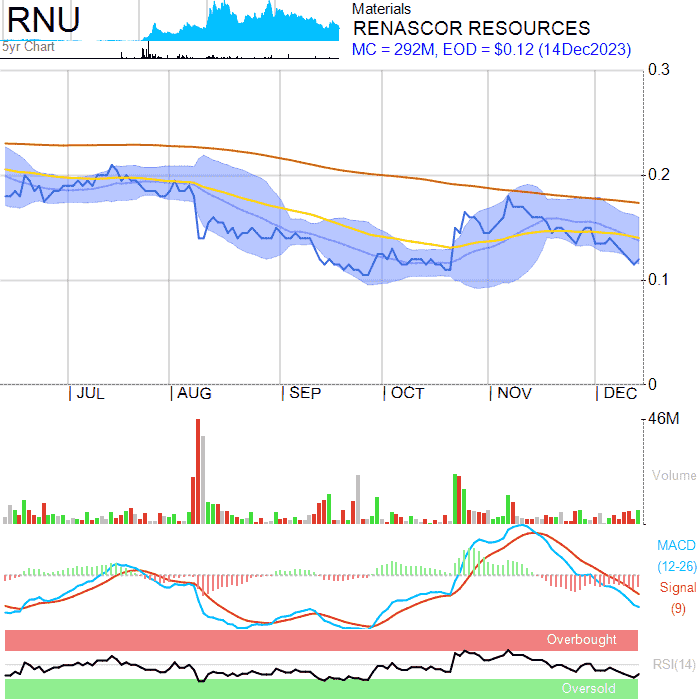 RNU
5yr Chart
Materials
RENASCOR RESOURCES
MC = 292M, EOD = $0.12 (14Dec2023)
0.3
0.2
0.1
0
JUL AUG SEP OCT NOV DEC
46M
Volume
MACD
(12-26)
Signal
(9)
Overbought
RSI(14)
Oversold